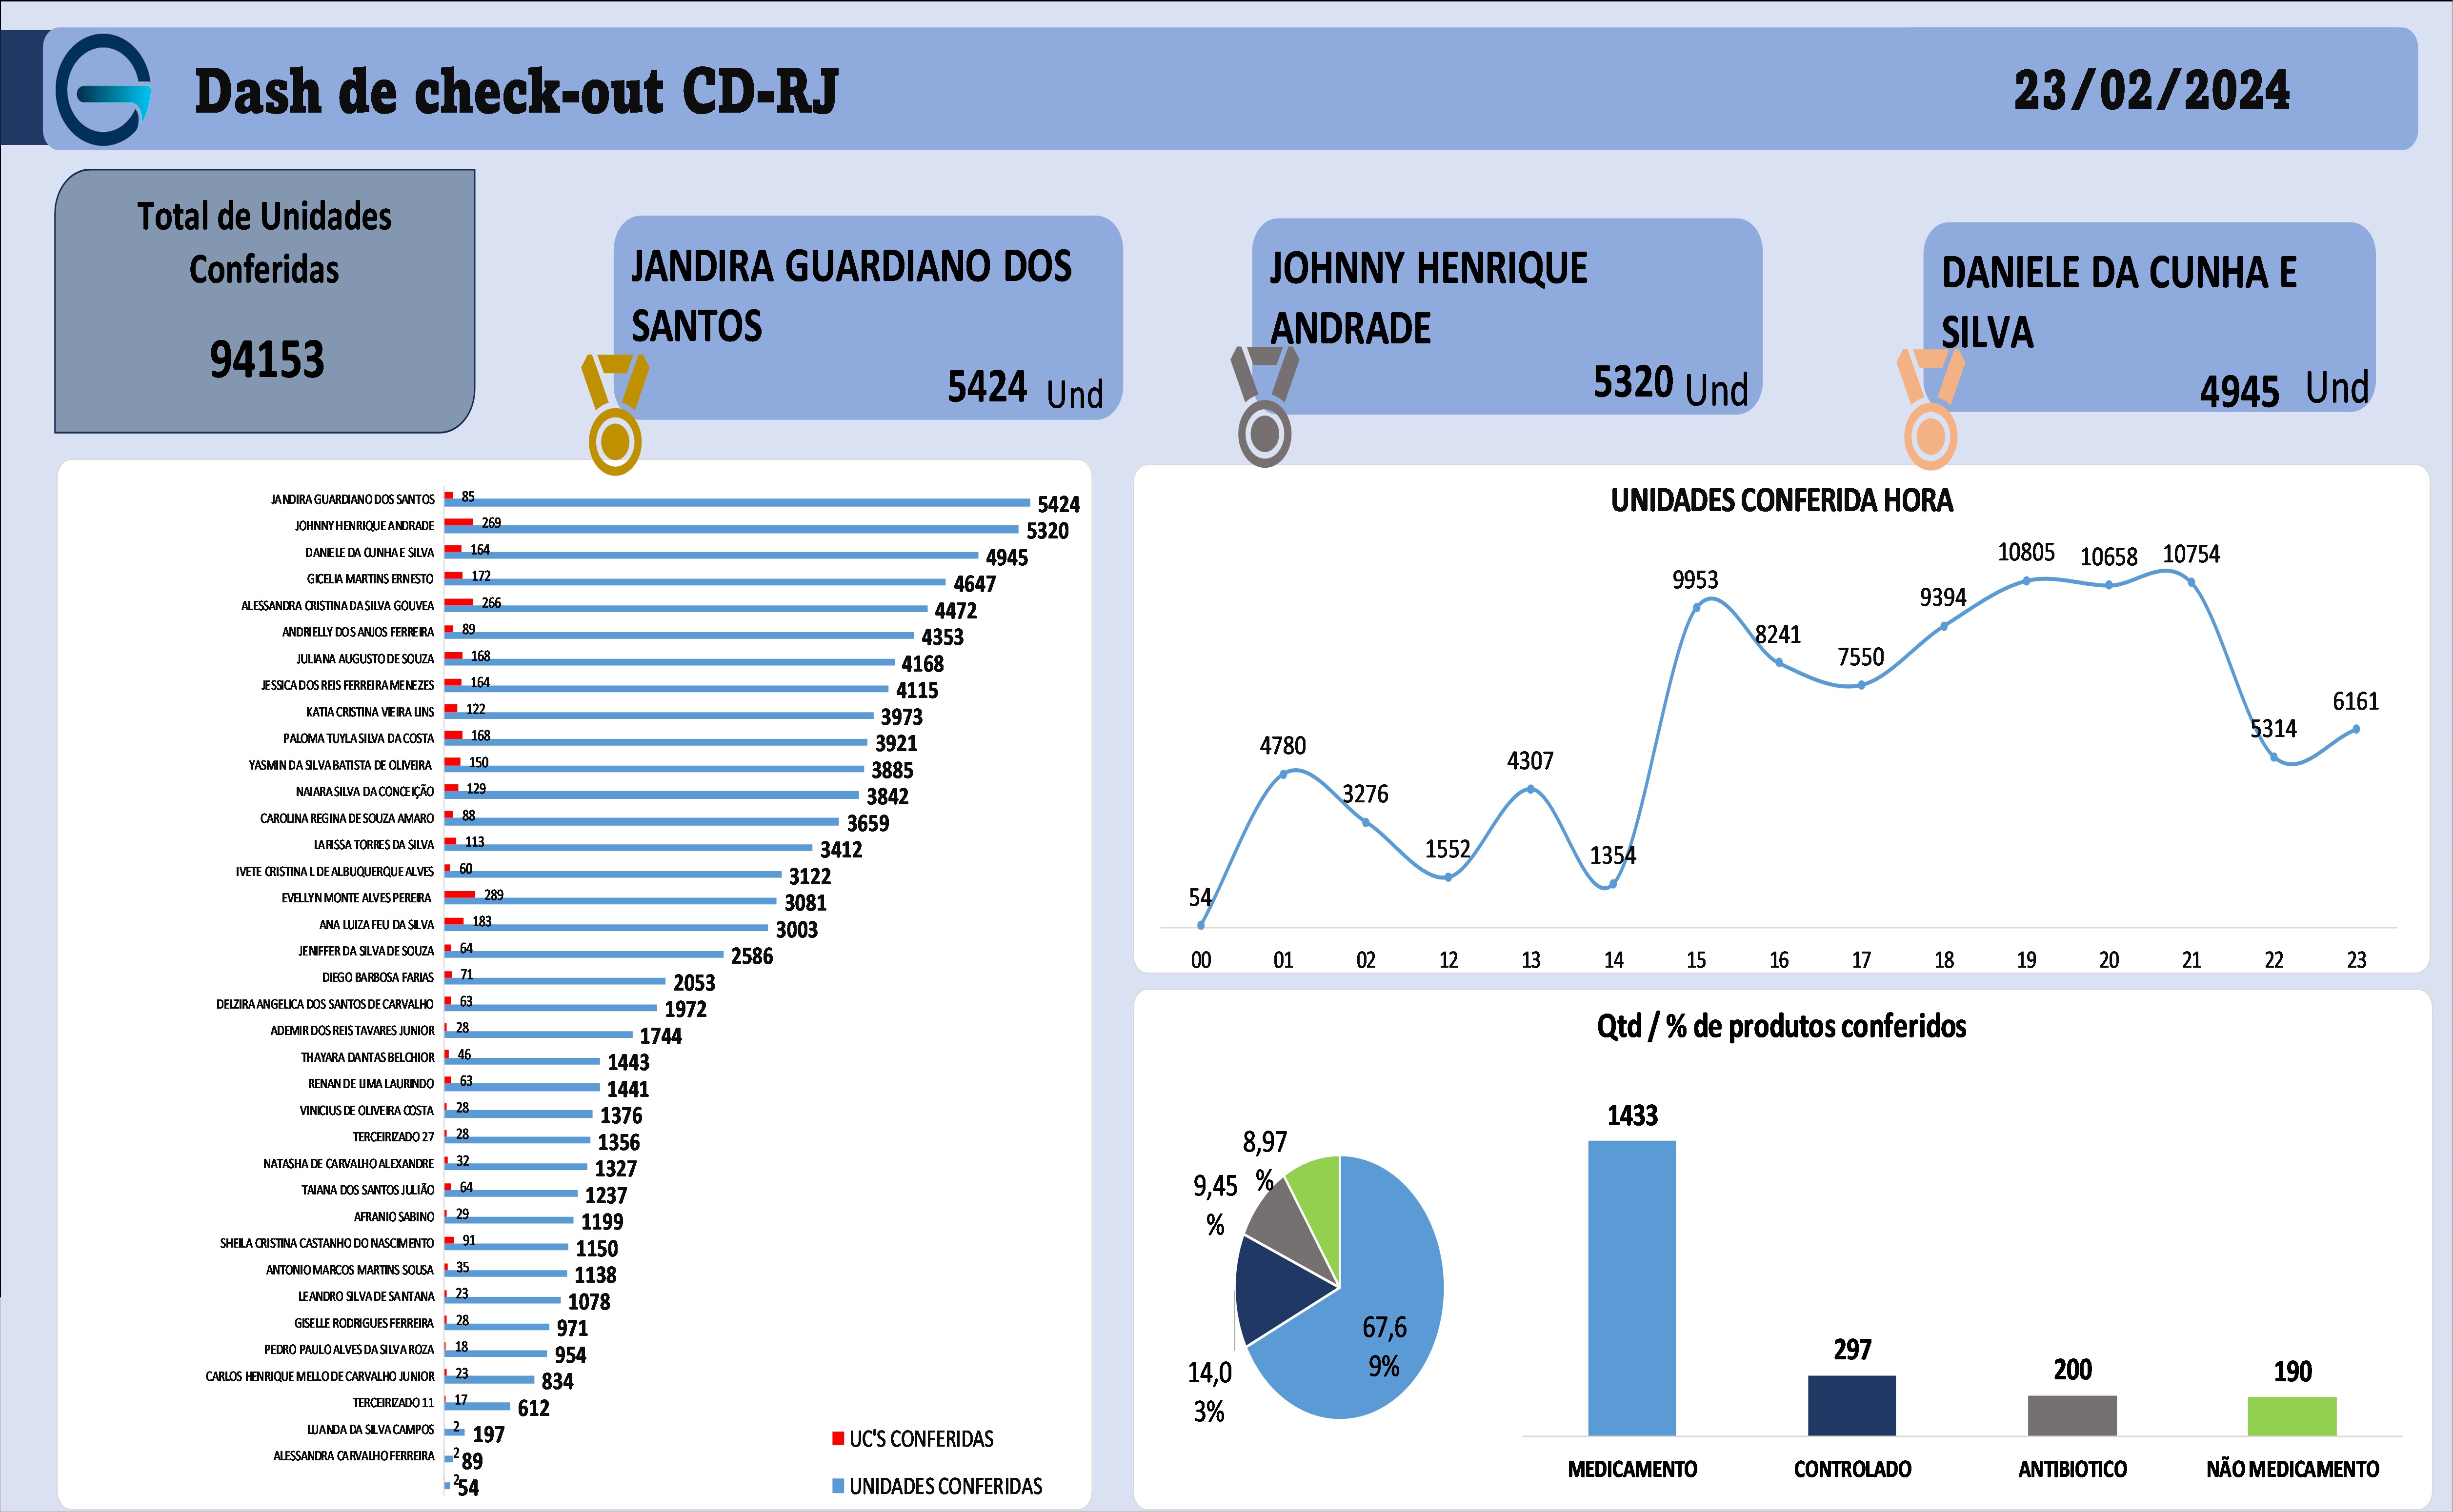 Dash de check-out CD-RJ
23/02/2024
Total de Unidades
Conferidas
94153
JANDIRA GUARDIANO DOS
SANTOS
5424 Und
JOHNNY HENRIQUE
ANDRADE
5320 Und
DANIELE DA CUNHA E
SILVA
4945 Und
JANDIRA GUARDIANO DOS SANTOS 85 5424
JOHNNY HENRIQUE ANDRADE 269 5320
DANIELE DA CUNHA E SILVA 164 4945
GICELIA MARTINS ERNESTO 172 4647
ALESSANDRA CRISTINA DA SILVA GOUVEA 266 4472
ANDRIELLY DOS ANJOS FERREIRA 89 4353
JULIANA AUGUSTO DE SOUZA 168 4168
JESSICA DOS REIS FERREIRA MENEZES 164 4115
KATIA CRISTINA VIEIRA LINS 122 3973
PALOMA TUYLA SILVA DA COSTA 168 3921
YASMIN DA SILVA BATISTA DE OLIVEIRA 150 3885
NAIARA SILVA DA CONCEIÇÃO 129 3842
CAROLINA REGINA DE SOUZA AMARO 88 3659
LARISSA TORRES DA SILVA 113 3412
IVETE CRISTINA L DE ALBUQUERQUE ALVES 60 3122
EVELLYN MONTE ALVES PEREIRA 289 3081
ANA LUIZA FEU DA SILVA 183 3003
JENIFFER DA SILVA DE SOUZA 64 2586
DIEGO BARBOSA FARIAS 71 2053
DELZIRA ANGELICA DOS SANTOS DE CARVALHO 63 1972
ADEMIR DOS REIS TAVARES JUNIOR 28 1744
THAYARA DANTAS BELCHIOR 46 1443
RENAN DE LIMA LAURINDO 63 1441
VINICIUS DE OLIVEIRA COSTA 28 1376
TERCEIRIZADO 27 28 1356
NATASHA DE CARVALHO ALEXANDRE 32 1327
TAIANA DOS SANTOS JULIÃO 64 1237
AFRANIO SABINO 29 1199
SHEILA CRISTINA CASTANHO DO NASCIMENTO 91 1150
ANTONIO MARCOS MARTINS SOUSA 35 1138
LEANDRO SILVA DE SANTANA 23 1078
GISELLE RODRIGUES FERREIRA 28 971
PEDRO PAULO ALVES DA SILVA ROZA 18 954
CARLOS HENRIQUE MELLO DE CARVALHO JUNIOR 23 834
TERCEIRIZADO 11 17 612
LUANDA DA SILVA CAMPOS 2 197
ALESSANDRA CARVALHO FERREIRA 2 89
2 54
UC'S CONFERIDAS
UNIDADES CONFERIDAS
UNIDADES CONFERIDA HORA
54 4780 3276 1552 4307 1354 9953 8241 7550 9394 10805 10658 10754 5314 6161
00 01 02 12 13 14 15 16 17 18 19 20 21 22 23
Qtd / % de produtos conferidos
8,97
%
9,45
%
14,0
3%
67,6
9%
1433 297 200 190
MEDICAMENTO CONTROLADO ANTIBIOTICO NÃO MEDICAMENTO